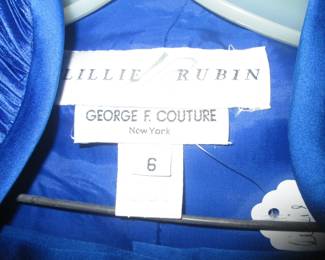 LILLIE RUBIN
GEORGE F. COUTURE
New York
6